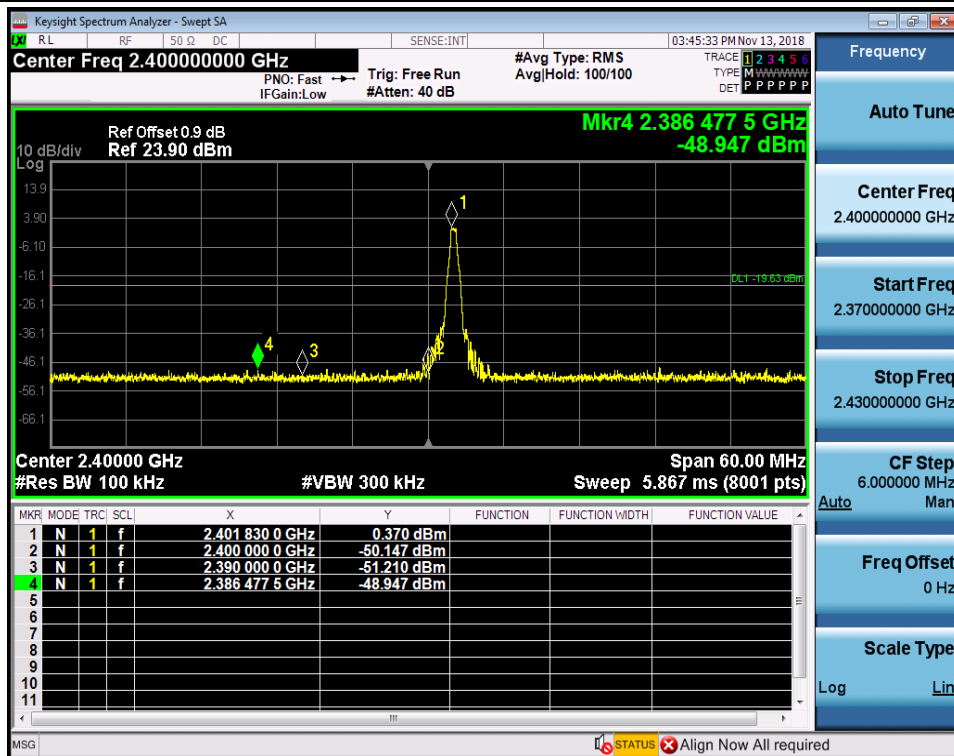 Keysight Spectrum Analyzer - Swept SA
LXI RL RF 50 Ω DC SENSE:INT 03:45:33 PM Nov 13, 2018
Center Freq 2.400000000 GHz
PNO: Fast
IFGain:Low
Trig: Free Run
#Atten: 40 dB
#Avg Type: RMS
Avg|Hold: 100/100
TRACE 1 2 3 4 5 6
TYPE M WWWWW
DET P P P P P P
Mkr4 2.386 477 5 GHz
-48.947 dBm
Ref Offset 0.9 dB
10 dB/div Ref 23.90 dBm
Log
13.9
3.90
-6.10
-16.1
-26.1
-36.1
-46.1
-56.1
-66.1
1
DL1 -19.63 dBm
4
3
2
Center 2.40000 GHz Span 60.00 MHz
#Res BW 100 kHz #VBW 300 kHz Sweep 5.867 ms (8001 pts)
MKR MODE TRC SCL X Y FUNCTION FUNCTION WIDTH FUNCTION VALUE
1 N 1 f 2.401 830 0 GHz 0.370 dBm
2 N 1 f 2.400 000 0 GHz -50.147 dBm
3 N 1 f 2.390 000 0 GHz -51.210 dBm
4 N 1 f 2.386 477 5 GHz -48.947 dBm
5
6
7
8
9
10
11
MSG STATUS Align Now All required
Frequency
Auto Tune
Center Freq
2.400000000 GHz
Start Freq
2.370000000 GHz
Stop Freq
2.430000000 GHz
CF Step
6.000000 MHz
Auto Man
Freq Offset
0 Hz
Scale Type
Log Lin